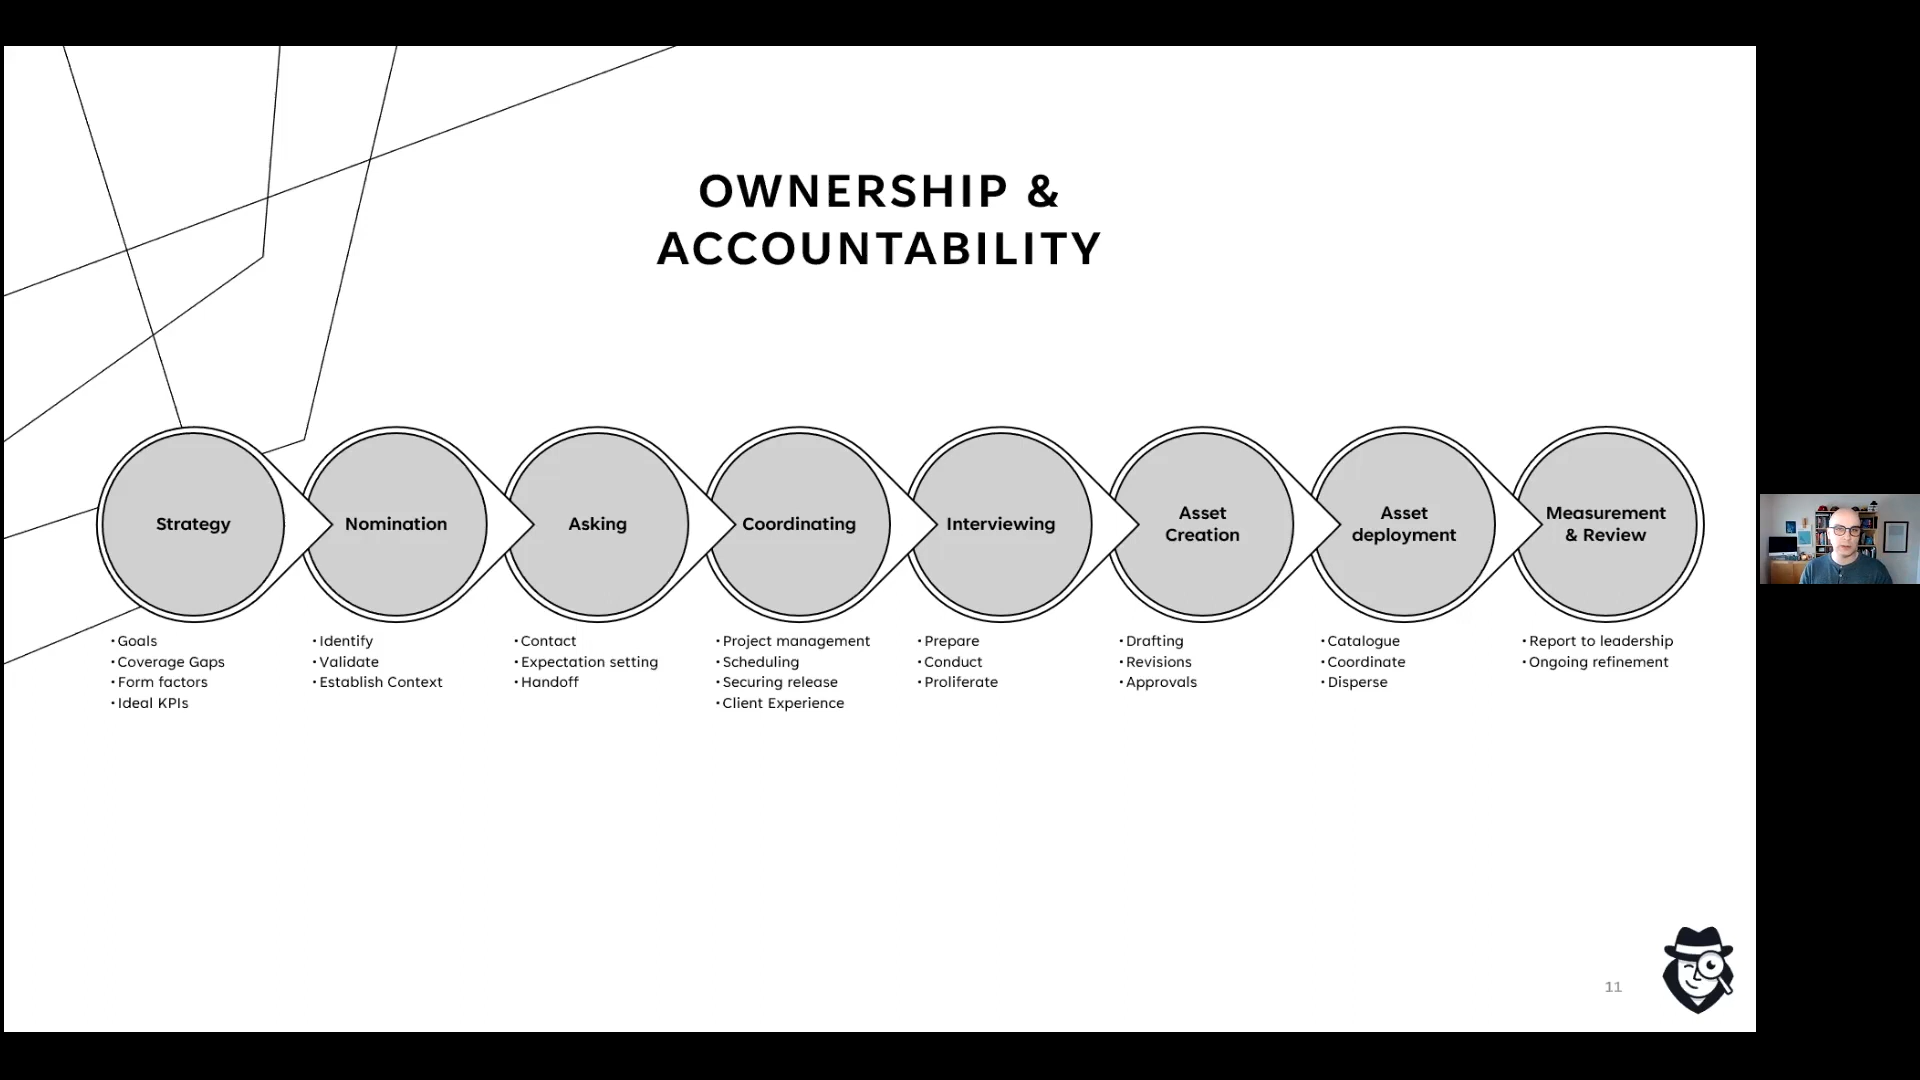 OWNERSHIP &
ACCOUNTABILITY
Strategy
• Goals
• Coverage Gaps
• Form factors
• Ideal KPIs
Nomination
• Identify
• Validate
• Establish Context
Asking
• Contact
• Expectation setting
• Handoff
Coordinating
• Project management
• Scheduling
• Securing release
• Client Experience
Interviewing
• Prepare
• Conduct
• Proliferate
Asset
Creation
• Drafting
• Revisions
• Approvals
Asset
deployment
• Catalogue
• Coordinate
• Disperse
Measurement
& Review
• Report to leadership
• Ongoing refinement
11